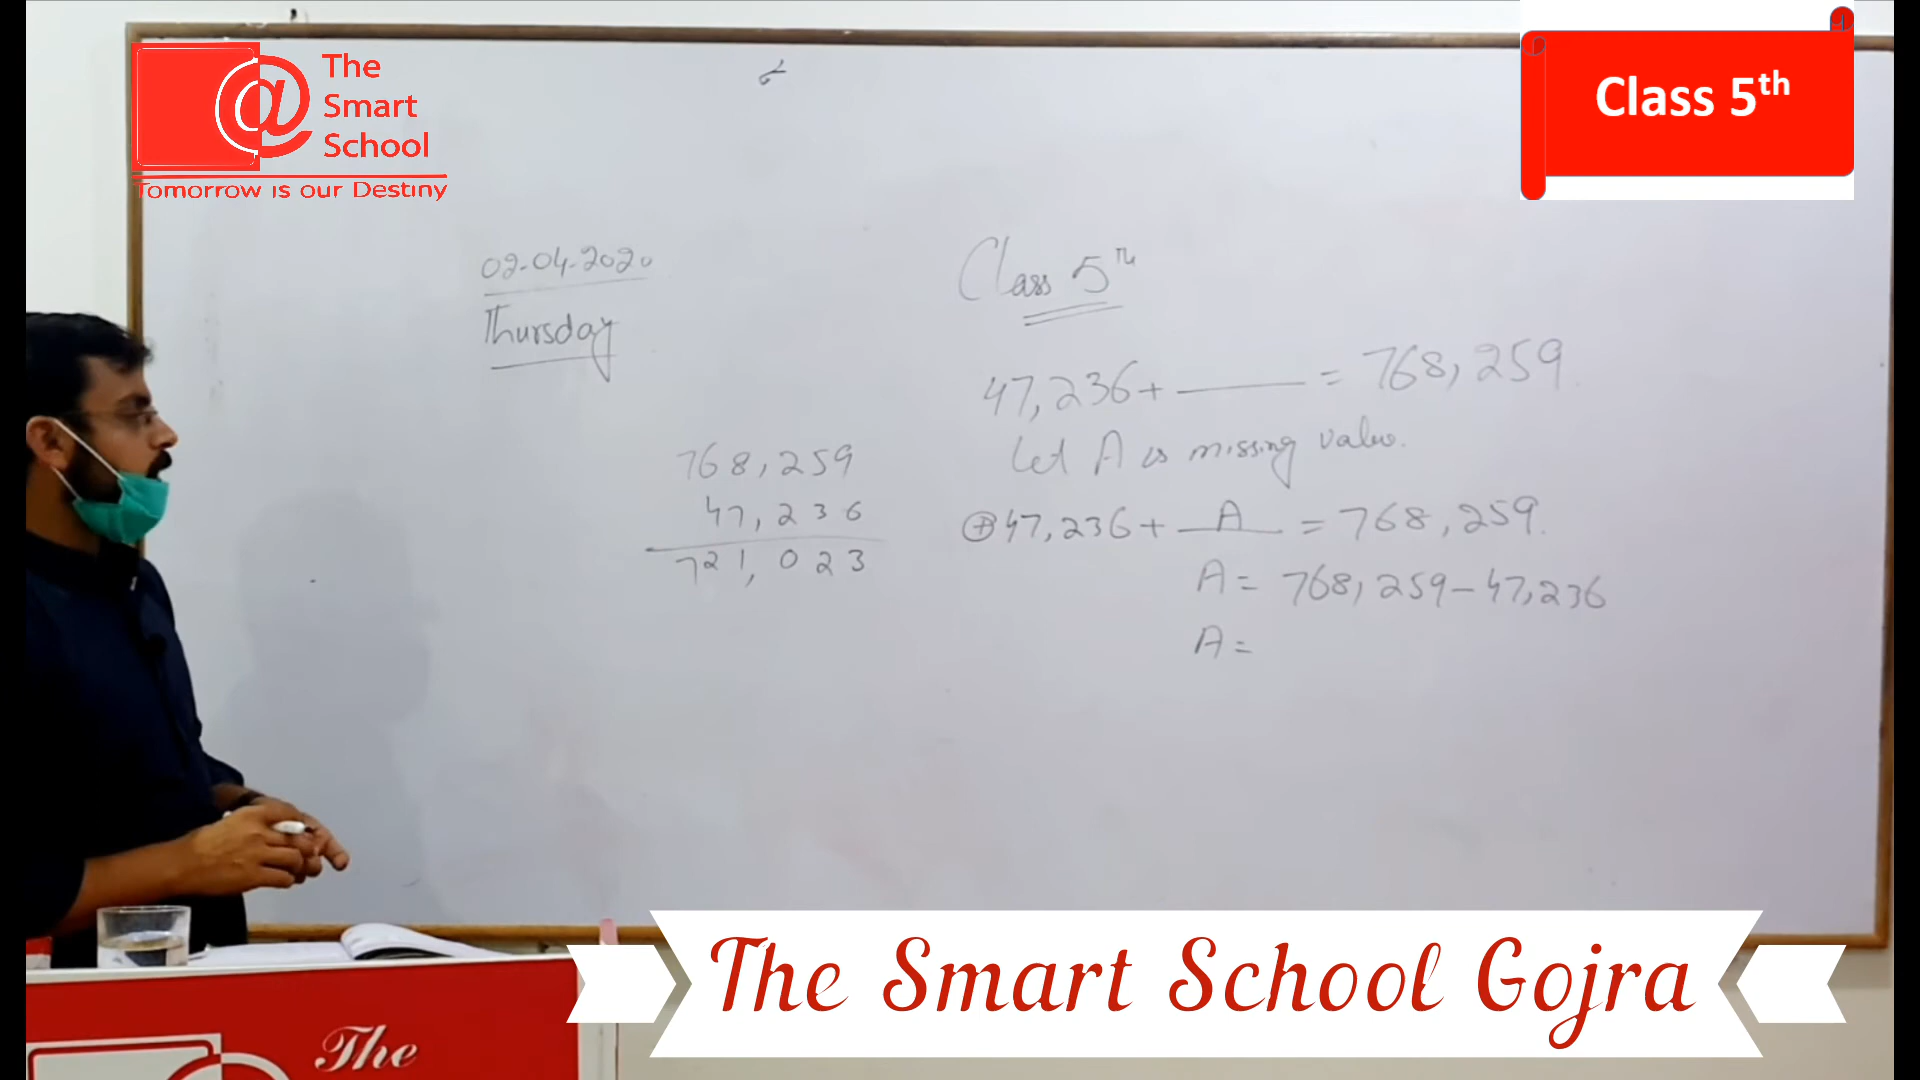 The
Smart
School
Tomorrow is our Destiny
Class 5th
02-04-2020
Thursday
Class 5th
47,236 + ____ = 768,259
Let A is missing value.
768,259
47,236
721,023
⊕47,236 + A = 768,259.
A = 768,259 - 47,236
A =
The Smart School Gojra
The